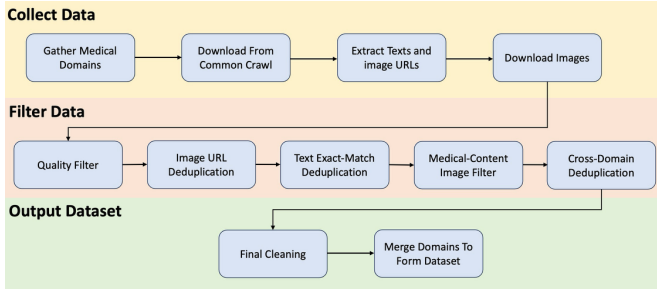 Collect Data
Gather Medical
Domains
Download From
Common Crawl
Extract Texts and
image URLs
Download Images
Filter Data
Quality Filter
Image URL
Deduplication
Text Exact-Match
Deduplication
Medical-Content
Image Filter
Cross-Domain
Deduplication
Output Dataset
Final Cleaning
Merge Domains To
Form Dataset